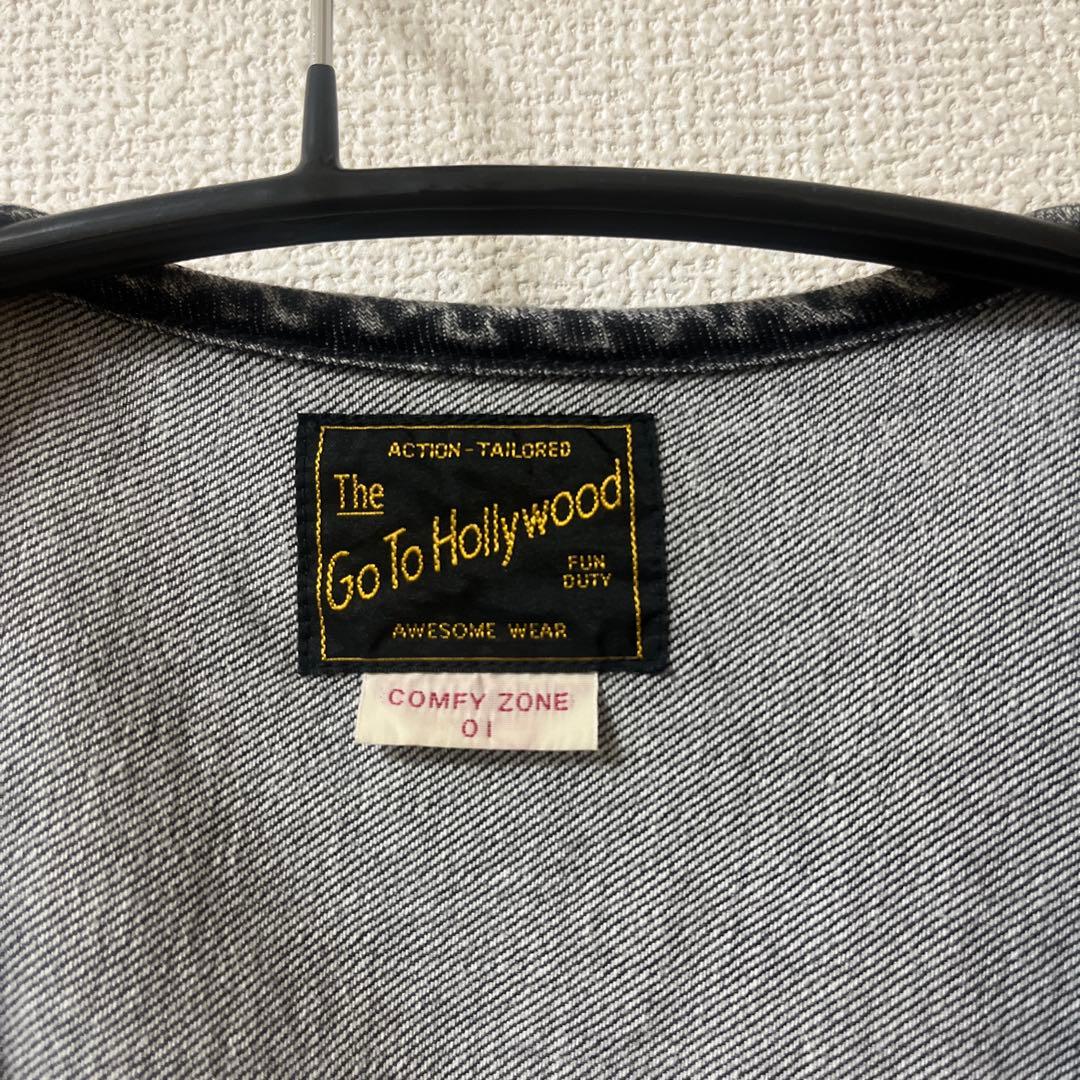 ACTION-TAILORED
The
Go To Hollywood
FUN
DUTY
AWESOME WEAR
COMFY ZONE
01